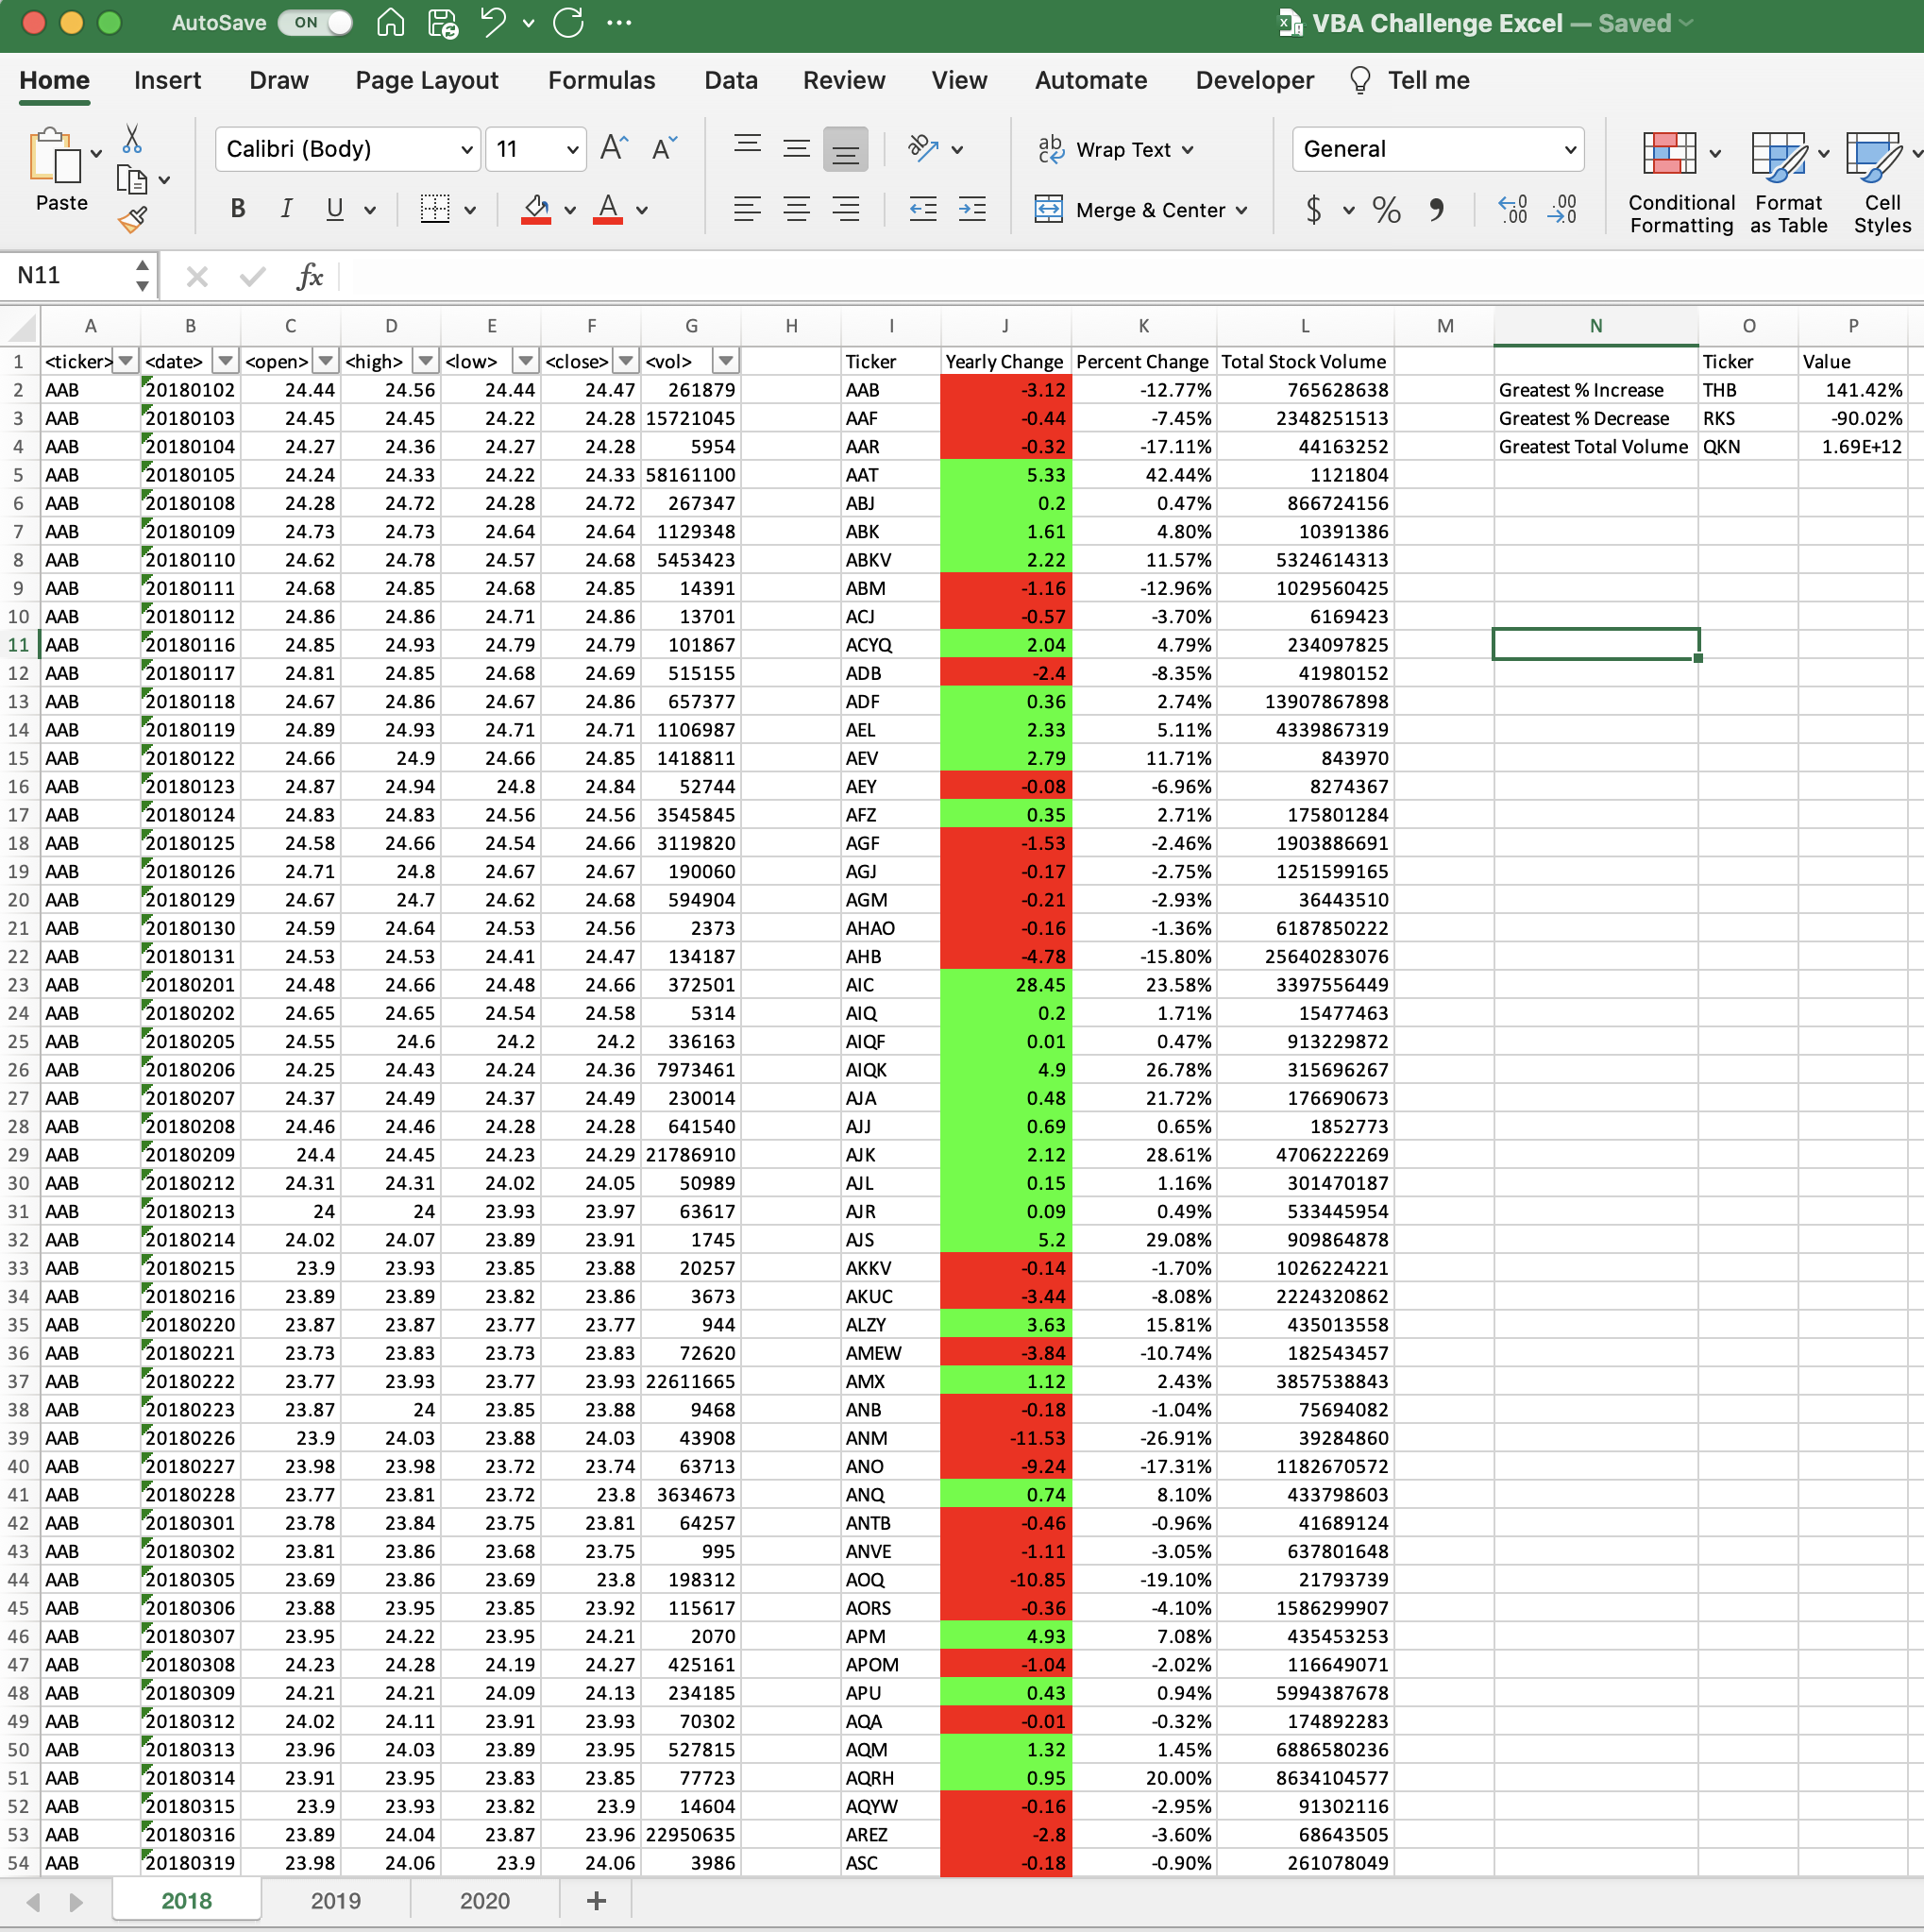 AutoSave ON VBA Challenge Excel — Saved
Home Insert Draw Page Layout Formulas Data Review View Automate Developer Tell me
Paste Calibri (Body) 11 Wrap Text General Conditional Formatting Format as Table Cell Styles
B I U Merge & Center $ % 9
N11 fx
A B C D E F G H I J K L M N O P
1 <ticker> <date> <open> <high> <low> <close> <vol> Ticker Yearly Change Percent Change Total Stock Volume Ticker Value
2 AAB 20180102 24.44 24.56 24.44 24.47 261879 AAB -3.12 -12.77% 765628638 Greatest % Increase THB 141.42%
3 AAB 20180103 24.45 24.45 24.22 24.28 15721045 AAF -0.44 -7.45% 2348251513 Greatest % Decrease RKS -90.02%
4 AAB 20180104 24.27 24.36 24.27 24.28 5954 AAR -0.32 -17.11% 44163252 Greatest Total Volume QKN 1.69E+12
5 AAB 20180105 24.24 24.33 24.22 24.33 58161100 AAT 5.33 42.44% 1121804
6 AAB 20180108 24.28 24.72 24.28 24.72 267347 ABJ 0.2 0.47% 866724156
7 AAB 20180109 24.73 24.73 24.64 24.64 1129348 ABK 1.61 4.80% 10391386
8 AAB 20180110 24.62 24.78 24.57 24.68 5453423 ABKV 2.22 11.57% 5324614313
9 AAB 20180111 24.68 24.85 24.68 24.85 14391 ABM -1.16 -12.96% 1029560425
10 AAB 20180112 24.86 24.86 24.71 24.86 13701 ACJ -0.57 -3.70% 6169423
11 AAB 20180116 24.85 24.93 24.79 24.79 101867 ACYQ 2.04 4.79% 234097825
12 AAB 20180117 24.81 24.85 24.68 24.69 515155 ADB -2.4 -8.35% 41980152
13 AAB 20180118 24.67 24.86 24.67 24.86 657377 ADF 0.36 2.74% 13907867898
14 AAB 20180119 24.89 24.93 24.71 24.71 1106987 AEL 2.33 5.11% 4339867319
15 AAB 20180122 24.66 24.9 24.66 24.85 1418811 AEV 2.79 11.71% 843970
16 AAB 20180123 24.87 24.94 24.8 24.84 52744 AEY -0.08 -6.96% 8274367
17 AAB 20180124 24.83 24.83 24.56 24.56 3545845 AFZ 0.35 2.71% 175801284
18 AAB 20180125 24.58 24.66 24.54 24.66 3119820 AGF -1.53 -2.46% 1903886691
19 AAB 20180126 24.71 24.8 24.67 24.67 190060 AGJ -0.17 -2.75% 1251599165
20 AAB 20180129 24.67 24.7 24.62 24.68 594904 AGM -0.21 -2.93% 36443510
21 AAB 20180130 24.59 24.64 24.53 24.56 2373 AHAO -0.16 -1.36% 6187850222
22 AAB 20180131 24.53 24.53 24.41 24.47 134187 AHB -4.78 -15.80% 25640283076
23 AAB 20180201 24.48 24.66 24.48 24.66 372501 AIC 28.45 23.58% 3397556449
24 AAB 20180202 24.65 24.65 24.54 24.58 5314 AIQ 0.2 1.71% 15477463
25 AAB 20180205 24.55 24.6 24.2 24.2 336163 AIQF 0.01 0.47% 913229872
26 AAB 20180206 24.25 24.43 24.24 24.36 7973461 AIQK 4.9 26.78% 315696267
27 AAB 20180207 24.37 24.49 24.37 24.49 230014 AJA 0.48 21.72% 176690673
28 AAB 20180208 24.46 24.46 24.28 24.28 641540 AJJ 0.69 0.65% 1852773
29 AAB 20180209 24.4 24.45 24.23 24.29 21786910 AJK 2.12 28.61% 4706222269
30 AAB 20180212 24.31 24.31 24.02 24.05 50989 AJL 0.15 1.16% 301470187
31 AAB 20180213 24 24 23.93 23.97 63617 AJR 0.09 0.49% 533445954
32 AAB 20180214 24.02 24.07 23.89 23.91 1745 AJS 5.2 29.08% 909864878
33 AAB 20180215 23.9 23.93 23.85 23.88 20257 AKKV -0.14 -1.70% 1026224221
34 AAB 20180216 23.89 23.89 23.82 23.86 3673 AKUC -3.44 -8.08% 2224320862
35 AAB 20180220 23.87 23.87 23.77 23.77 944 ALZY 3.63 15.81% 435013558
36 AAB 20180221 23.73 23.83 23.73 23.83 72620 AMEW -3.84 -10.74% 182543457
37 AAB 20180222 23.77 23.93 23.77 23.93 22611665 AMX 1.12 2.43% 3857538843
38 AAB 20180223 23.87 24 23.85 23.88 9468 ANB -0.18 -1.04% 75694082
39 AAB 20180226 23.9 24.03 23.88 24.03 43908 ANM -11.53 -26.91% 39284860
40 AAB 20180227 23.98 23.98 23.72 23.74 63713 ANO -9.24 -17.31% 1182670572
41 AAB 20180228 23.77 23.81 23.72 23.8 3634673 ANQ 0.74 8.10% 433798603
42 AAB 20180301 23.78 23.84 23.75 23.81 64257 ANTB -0.46 -0.96% 41689124
43 AAB 20180302 23.81 23.86 23.68 23.75 995 ANVE -1.11 -3.05% 637801648
44 AAB 20180305 23.69 23.86 23.69 23.8 198312 AOQ -10.85 -19.10% 21793739
45 AAB 20180306 23.88 23.95 23.85 23.92 115617 AORS -0.36 -4.10% 1586299907
46 AAB 20180307 23.95 24.22 23.95 24.21 2070 APM 4.93 7.08% 435453253
47 AAB 20180308 24.23 24.28 24.19 24.27 425161 APOM -1.04 -2.02% 116649071
48 AAB 20180309 24.21 24.21 24.09 24.13 234185 APU 0.43 0.94% 5994387678
49 AAB 20180312 24.02 24.11 23.91 23.93 70302 AQA -0.01 -0.32% 174892283
50 AAB 20180313 23.96 24.03 23.89 23.95 527815 AQM 1.32 1.45% 6886580236
51 AAB 20180314 23.91 23.95 23.83 23.85 77723 AQRH 0.95 20.00% 8634104577
52 AAB 20180315 23.9 23.93 23.82 23.9 14604 AQYW -0.16 -2.95% 91302116
53 AAB 20180316 23.89 24.04 23.87 23.96 22950635 AREZ -2.8 -3.60% 68643505
54 AAB 20180319 23.98 24.06 23.9 24.06 3986 ASC -0.18 -0.90% 261078049
2018 2019 2020 +